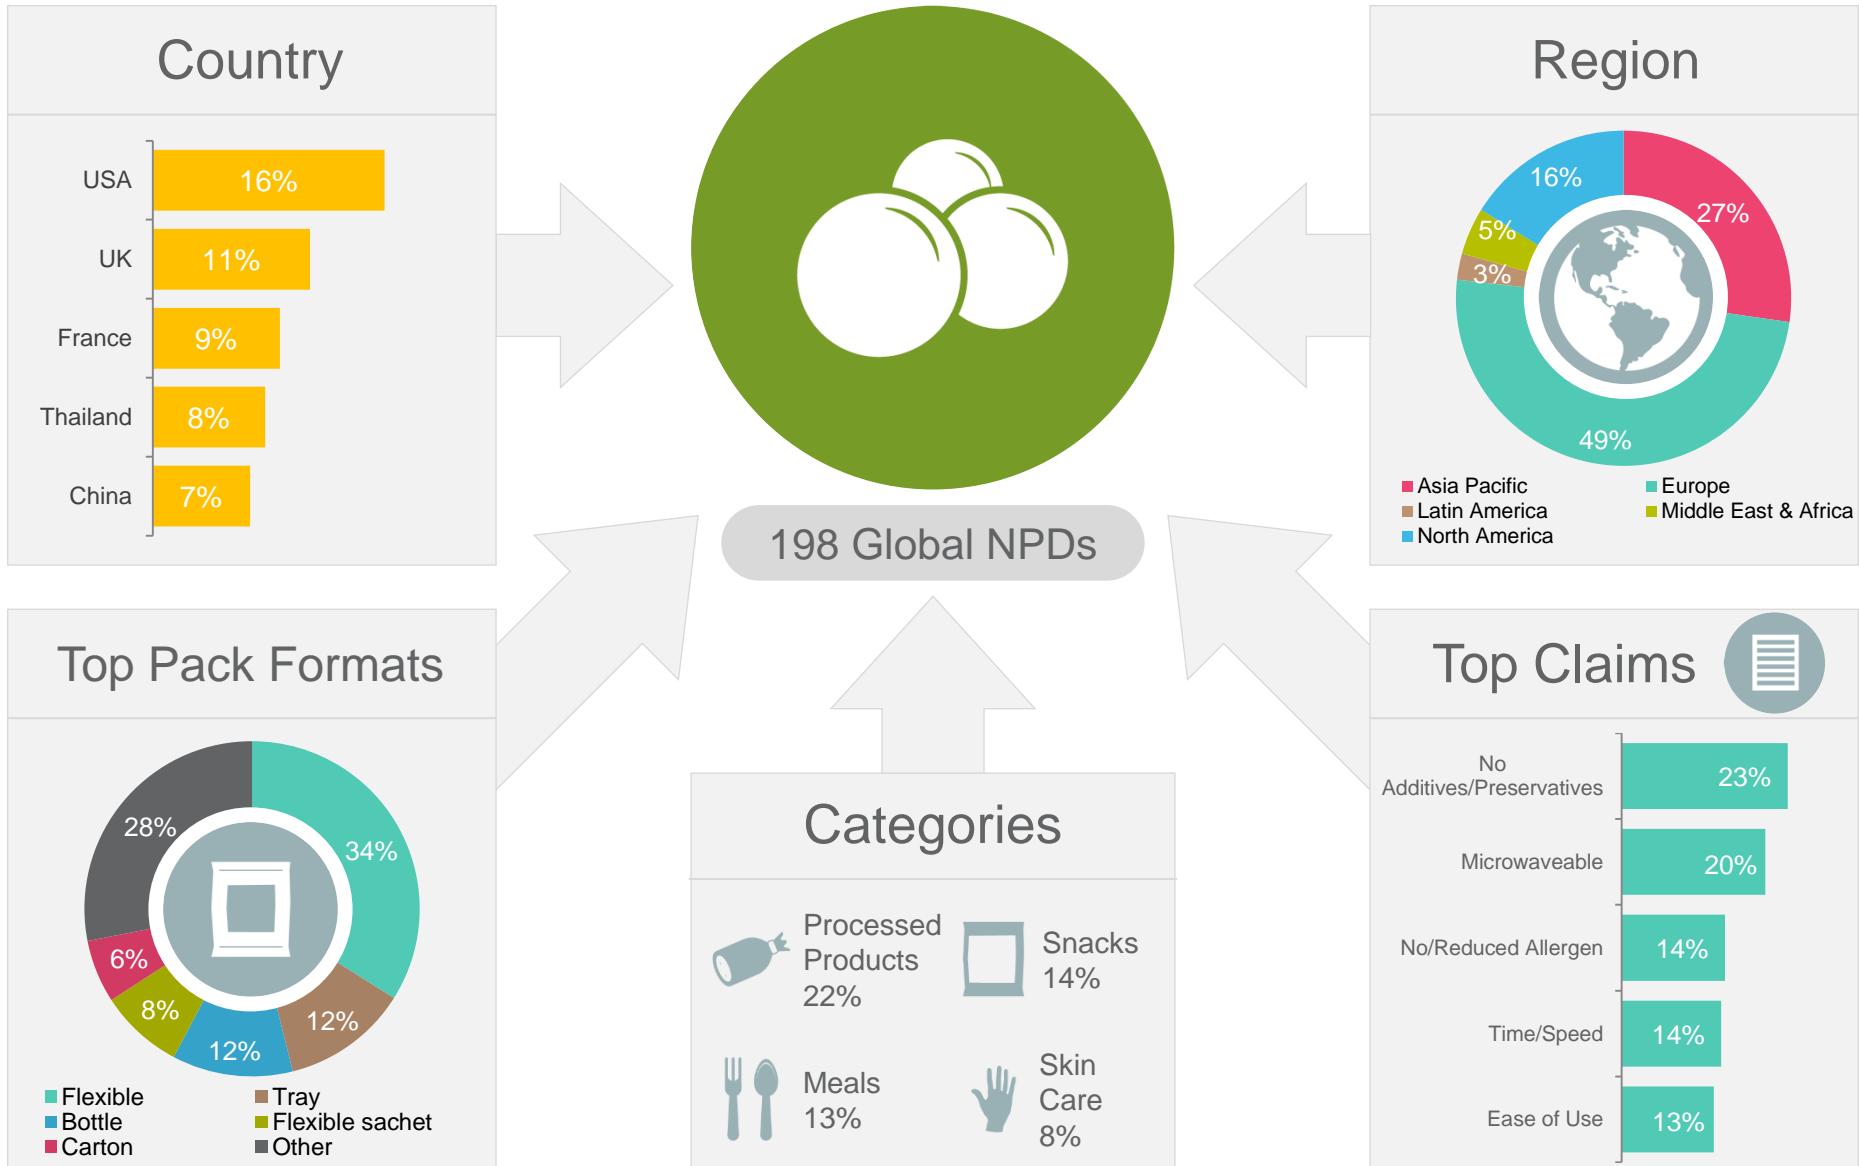 Country
USA
16%
UK
11%
France
9%
Thailand
8%
China
7%
198 Global NPDs
Region
16%
27%
5%
3%
49%
Asia Pacific
Europe
Latin America
Middle East & Africa
North America
Top Pack Formats
28%
34%
6%
8%
12%
12%
Flexible
Tray
Bottle
Flexible sachet
Carton
Other
Categories
Processed
Products
22%
Snacks
14%
Meals
13%
Skin
Care
8%
Top Claims
No
Additives/Preservatives
23%
Microwaveable
20%
No/Reduced Allergen
14%
Time/Speed
14%
Ease of Use
13%